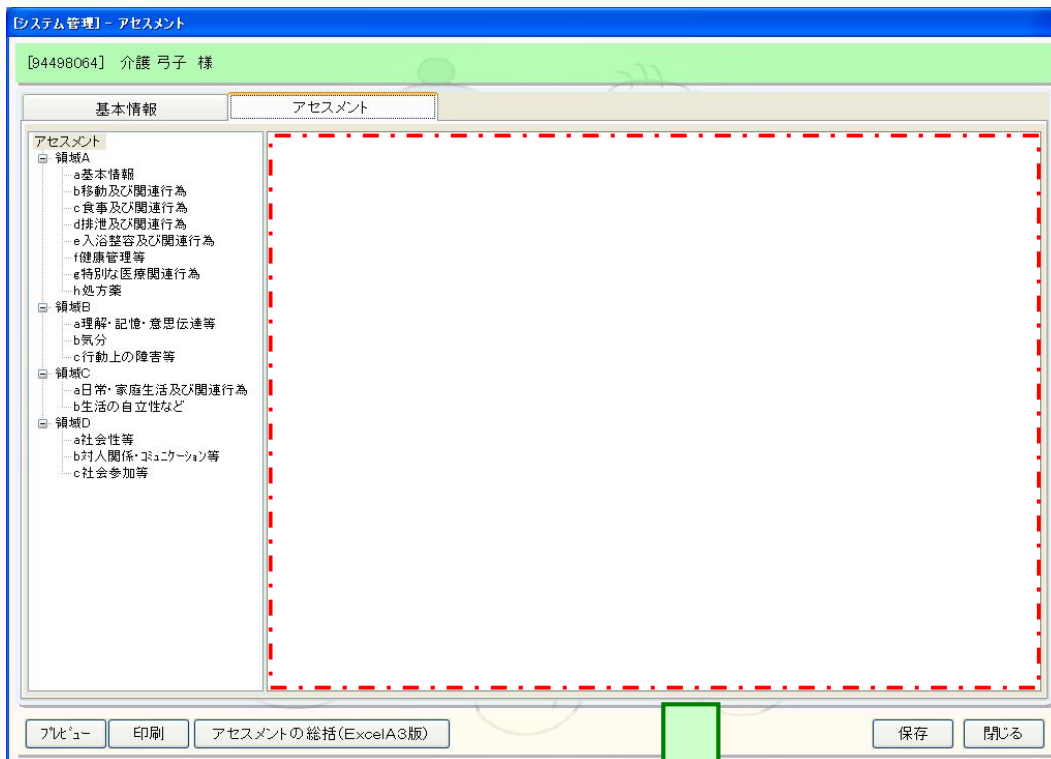 [システム管理] - アセスメント
[94498064] 介護 弓子 様
基本情報 アセスメント
アセスメント
領域A
a基本情報
b移動及び関連行為
c食事及び関連行為
d排泄及び関連行為
e入浴整容及び関連行為
f健康管理等
g特別な医療関連行為
h処方薬
領域B
a理解・記憶・意思伝達等
b気分
c行動上の障害等
領域C
a日常・家庭生活及び関連行為
b生活の自立性など
領域D
a社会性等
b対人関係・ｺﾐｭﾆｹｰｼｮﾝ等
c社会参加等
ﾌﾟﾚﾋﾞｭｰ 印刷 アセスメントの総括(ExcelA3版) 保存 閉じる